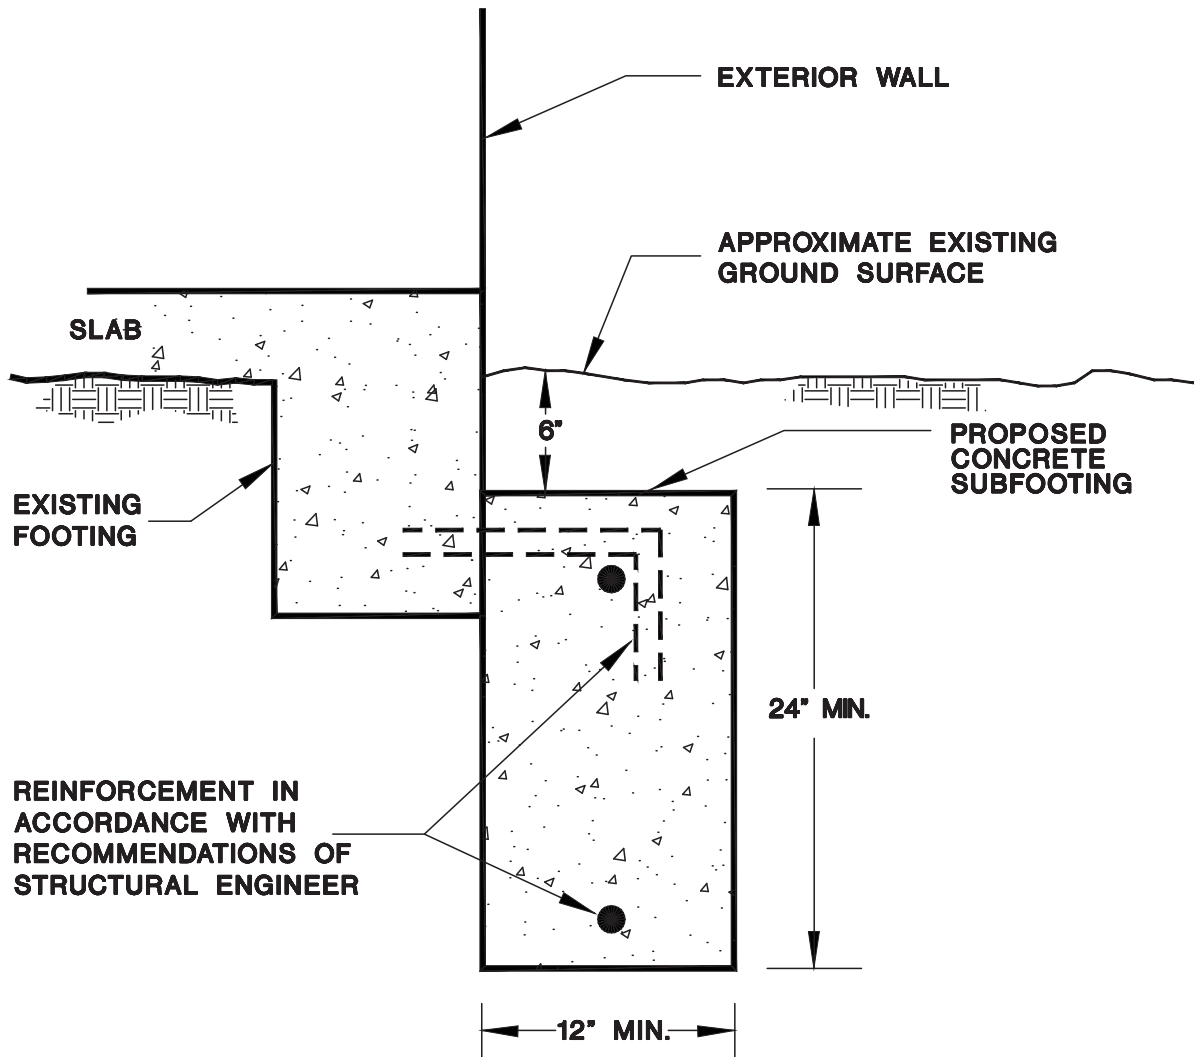 EXTERIOR WALL
APPROXIMATE EXISTING
GROUND SURFACE
SLAB
6”
PROPOSED
CONCRETE
SUBFOOTING
EXISTING
FOOTING
24” MIN.
REINFORCEMENT IN
ACCORDANCE WITH
RECOMMENDATIONS OF
STRUCTURAL ENGINEER
12” MIN.